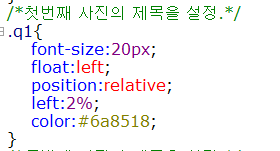 /*첫번째 사진의 제목을 설정.*/
.q1{
font-size:20px;
float:left;
position:relative;
left:2%;
color:#6a8518;
}